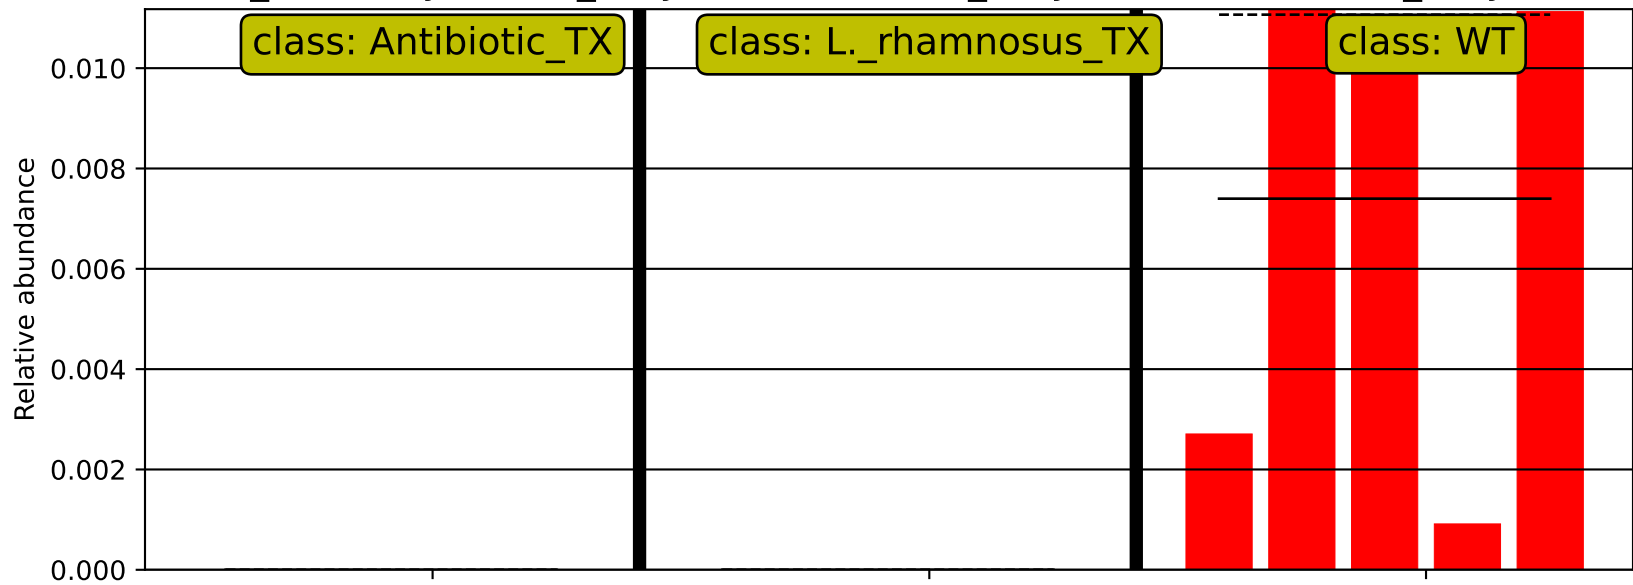 class: Antibiotic_TX
class: L._rhamnosus_TX
class: WT
Relative abundance
0.010
0.008
0.006
0.004
0.002
0.000